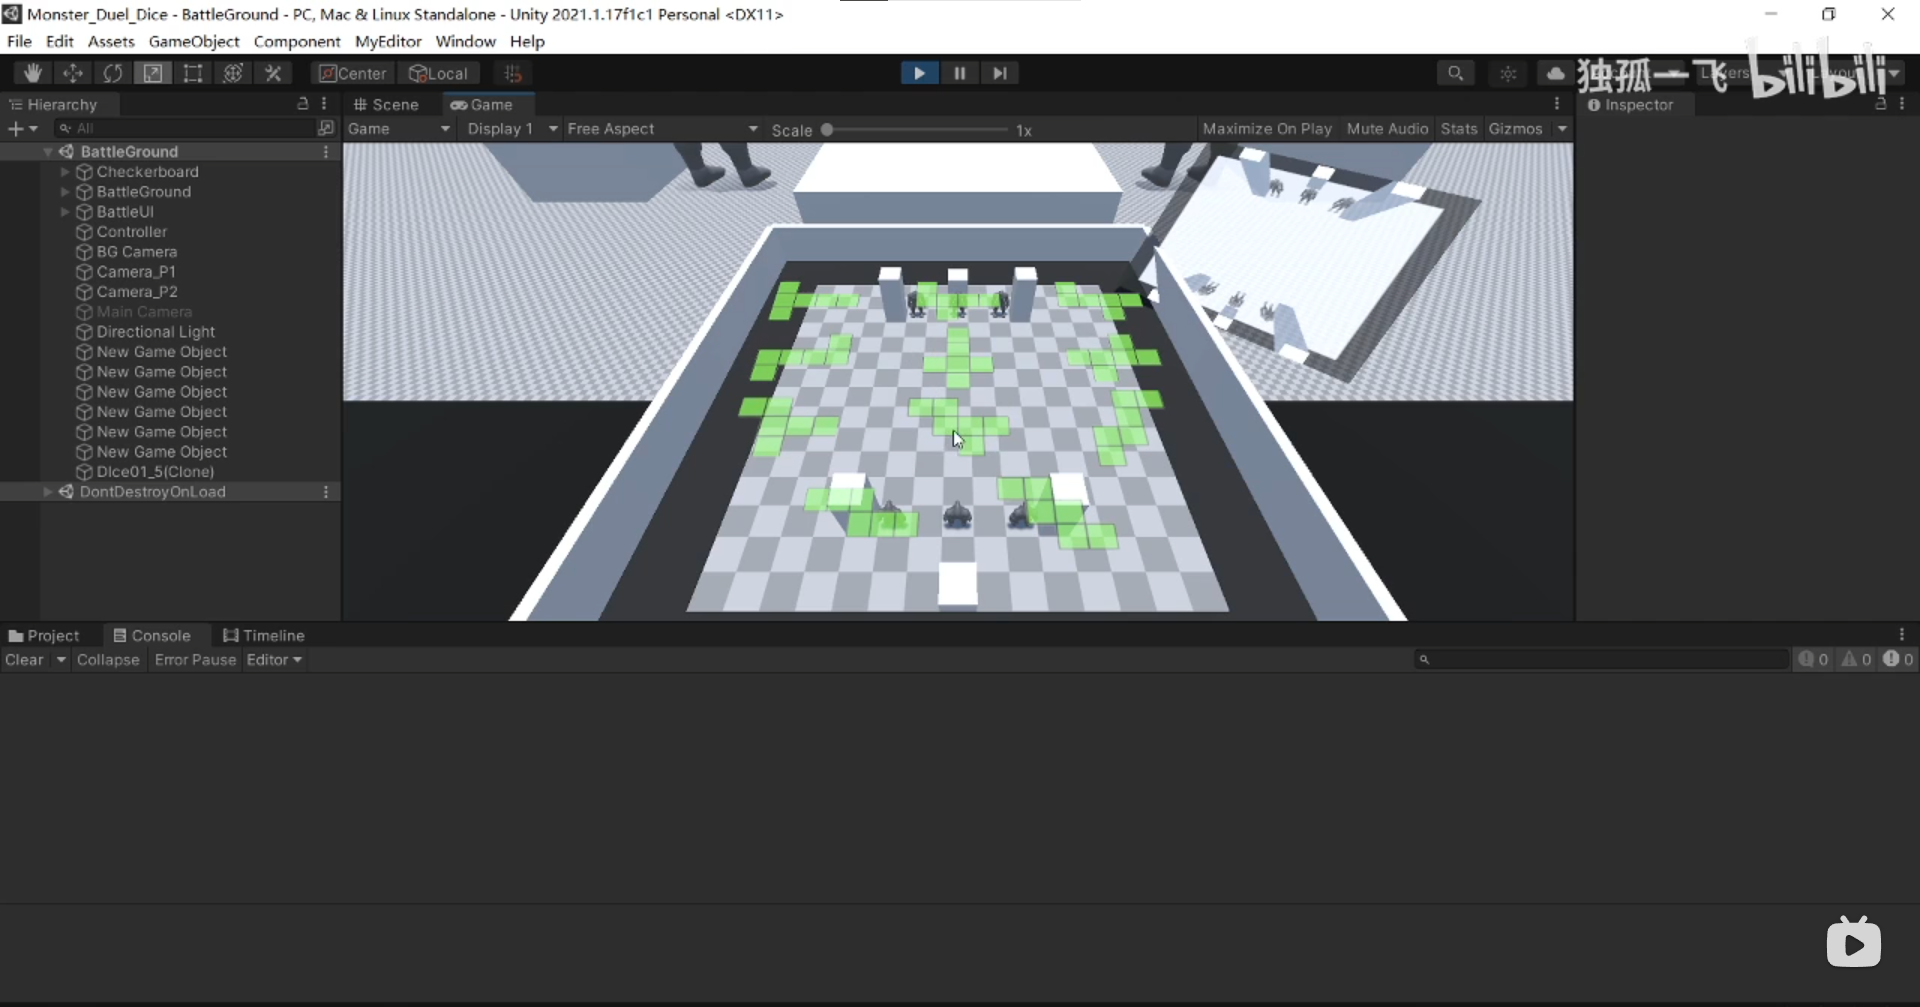 Monster_Duel_Dice - BattleGround - PC, Mac & Linux Standalone - Unity 2021.1.17f1c1 Personal <DX11>
File Edit Assets GameObject Component MyEditor Window Help
Center Local
独孤一飞 bilibili
Hierarchy
All
BattleGround
Checkerboard
BattleGround
BattleUI
Controller
BG Camera
Camera_P1
Camera_P2
Main Camera
Directional Light
New Game Object
New Game Object
New Game Object
New Game Object
New Game Object
New Game Object
DIce01_5(Clone)
DontDestroyOnLoad
Scene Game
Game Display 1 Free Aspect Scale 1x Maximize On Play Mute Audio Stats Gizmos
Inspector
Project Console Timeline
Clear Collapse Error Pause Editor
0 0 0